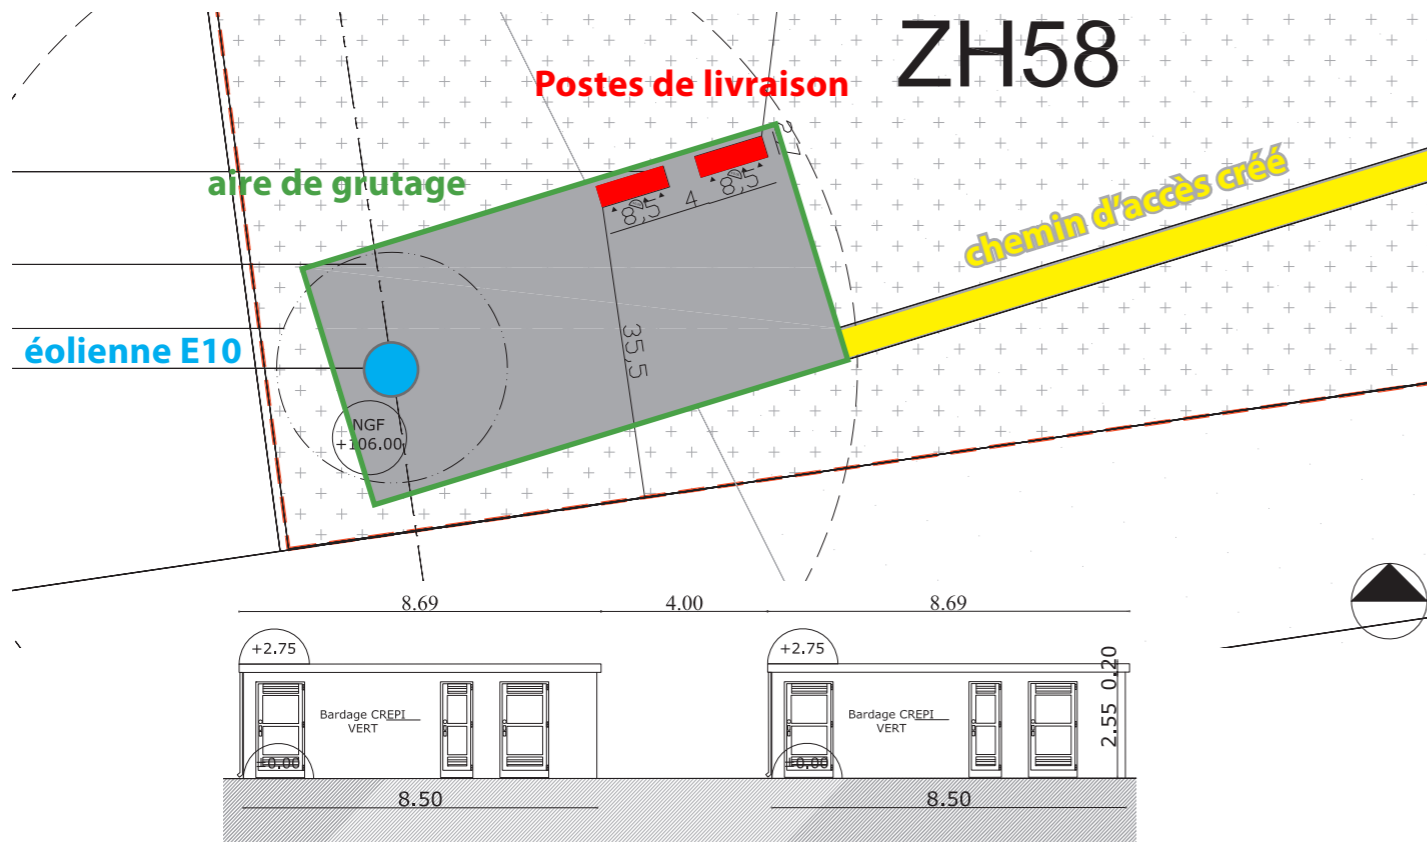 ZH58
Postes de livraison
2,7
aire de grutage
8,5 4 8,5
chemin d'accès créé
35,5
éolienne E10
NGF
+106.00
8.69 4.00 8.69
+2.75 +2.75
0.20
2.55
Bardage CREPI
VERT
Bardage CREPI
VERT
±0.00 ±0.00
8.50 8.50